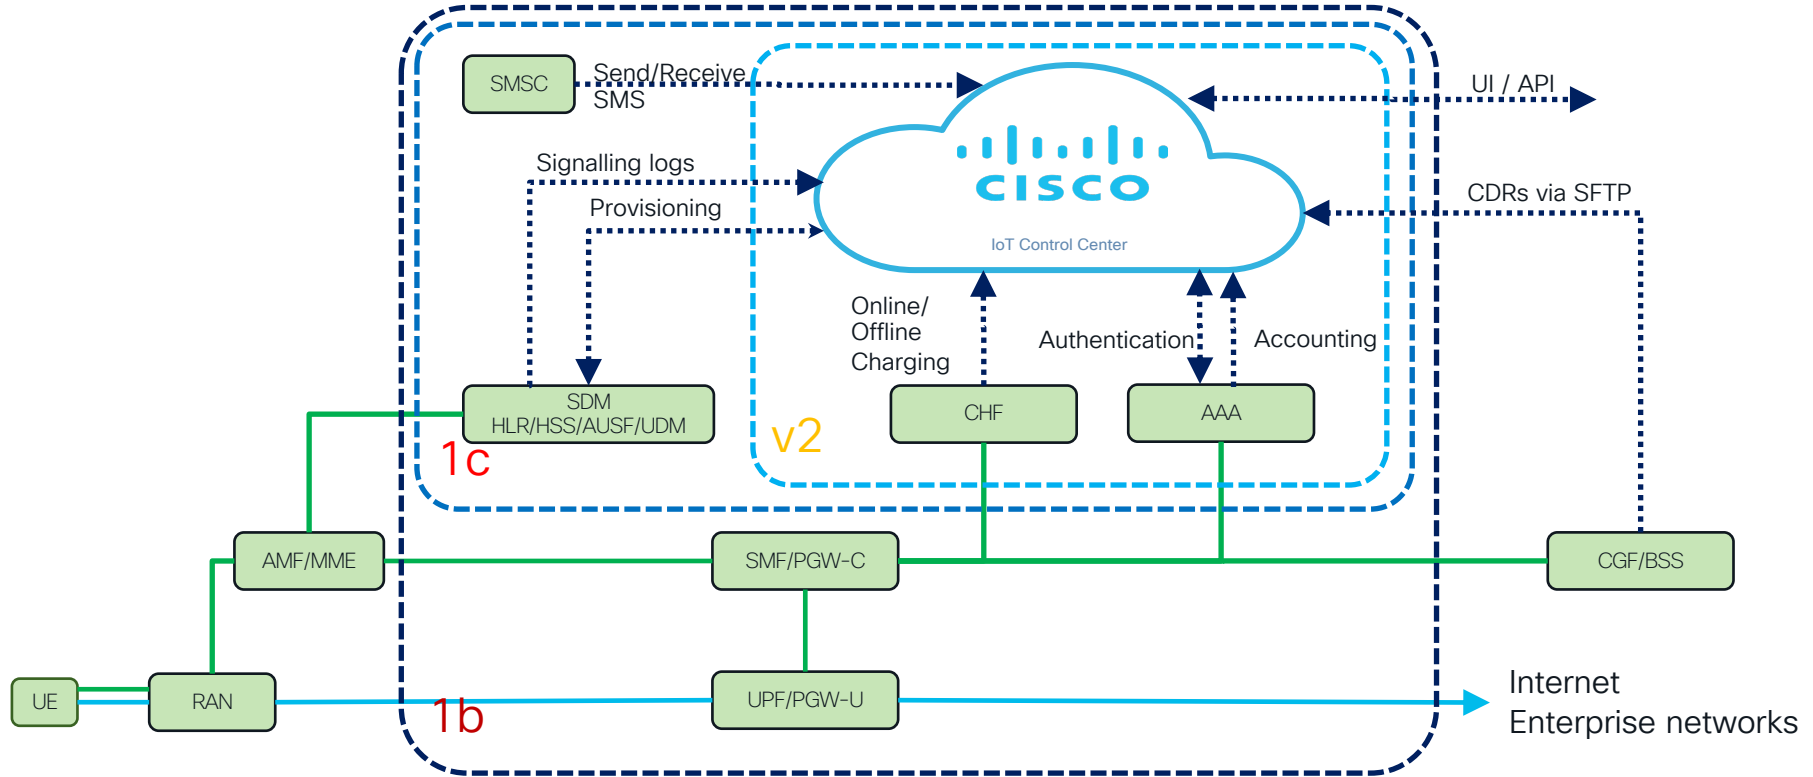 SMSC
Send/Receive
SMS
UI / API
Signalling logs
CISCO
CDRs via SFTP
Provisioning
IoT Control Center
Online/
Offline
Charging
Authentication
Accounting
SDM
HLR/HSS/AUSF/UDM
CHF
AAA
1c
v2
AMF/MME
SMF/PGW-C
CGF/BSS
UE
RAN
1b
UPF/PGW-U
Internet
Enterprise networks